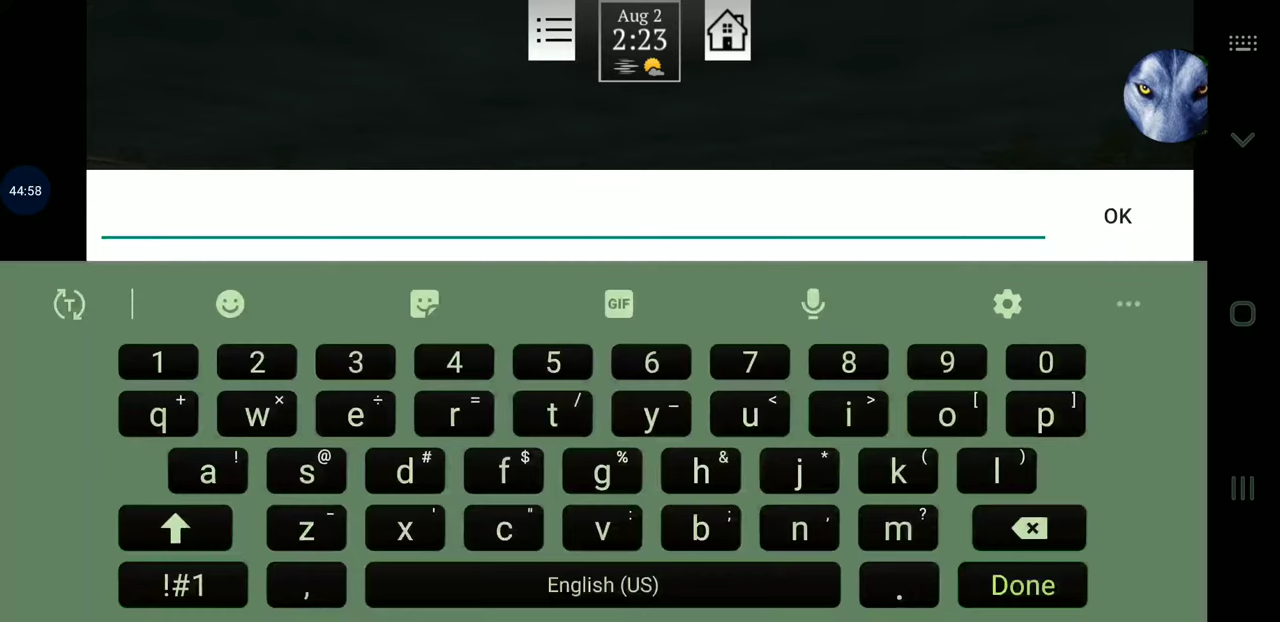 Aug 2
2:23
44:58
OK
GIF
1 2 3 4 5 6 7 8 9 0
q + w × e ÷ r = t / y _ u < i > o [ p ]
a ! s @ d # f $ g % h & j * k ( l )
z - x ' c " v : b ; n , m ?
!#1 , English (US) . Done